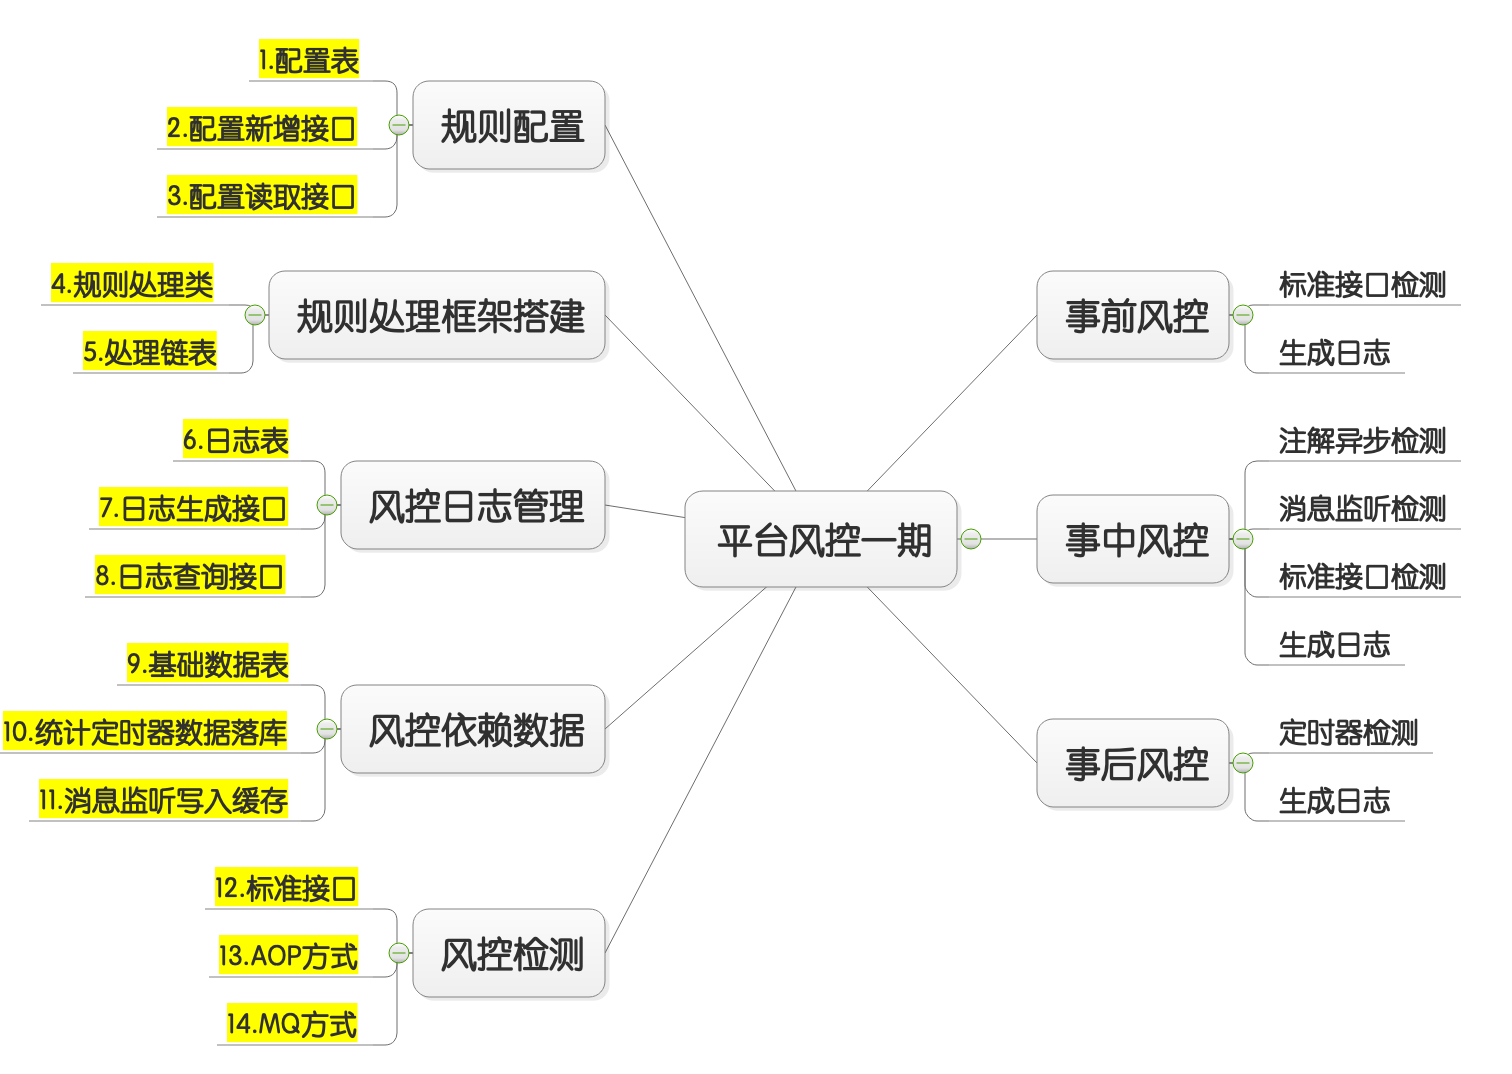 平台风控一期
规则配置
1.配置表
2.配置新增接口
3.配置读取接口
规则处理框架搭建
4.规则处理类
5.处理链表
风控日志管理
6.日志表
7.日志生成接口
8.日志查询接口
风控依赖数据
9.基础数据表
10.统计定时器数据落库
11.消息监听写入缓存
风控检测
12.标准接口
13.AOP方式
14.MQ方式
事前风控
标准接口检测
生成日志
事中风控
注解异步检测
消息监听检测
标准接口检测
生成日志
事后风控
定时器检测
生成日志